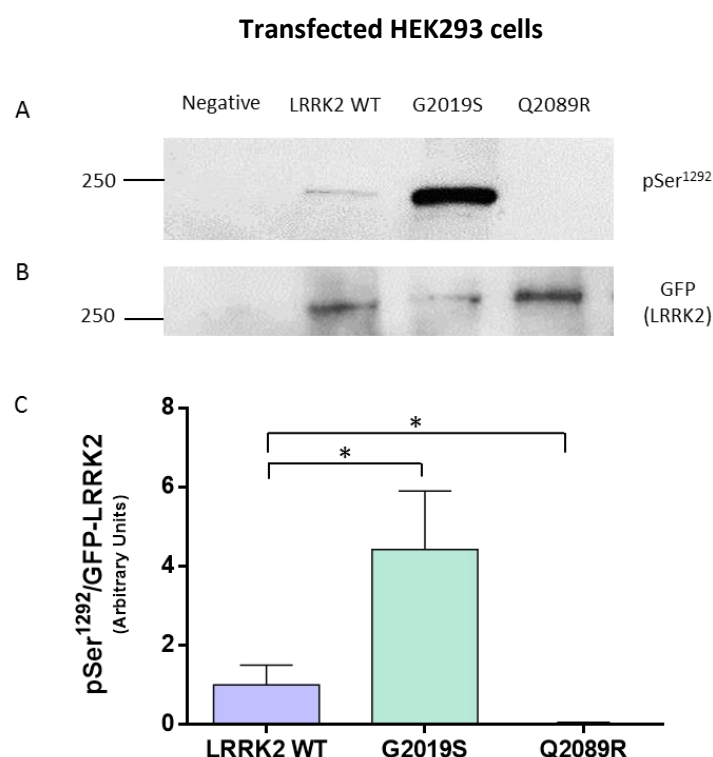 Transfected HEK293 cells
A
Negative LRRK2 WT G2019S Q2089R
250
pSer¹²⁹²
B
250
GFP
(LRRK2)
C
pSer¹²⁹²/GFP-LRRK2
(Arbitrary Units)
8
6
4
2
0
*
*
LRRK2 WT G2019S Q2089R